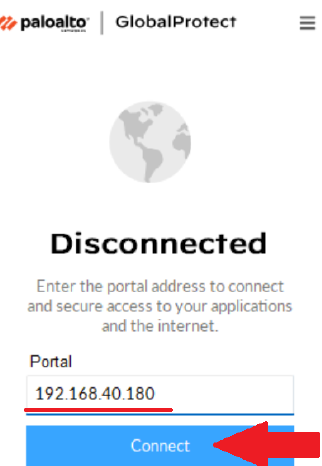 paloalto | GlobalProtect
Disconnected
Enter the portal address to connect
and secure access to your applications
and the internet.
Portal
192.168.40.180
Connect